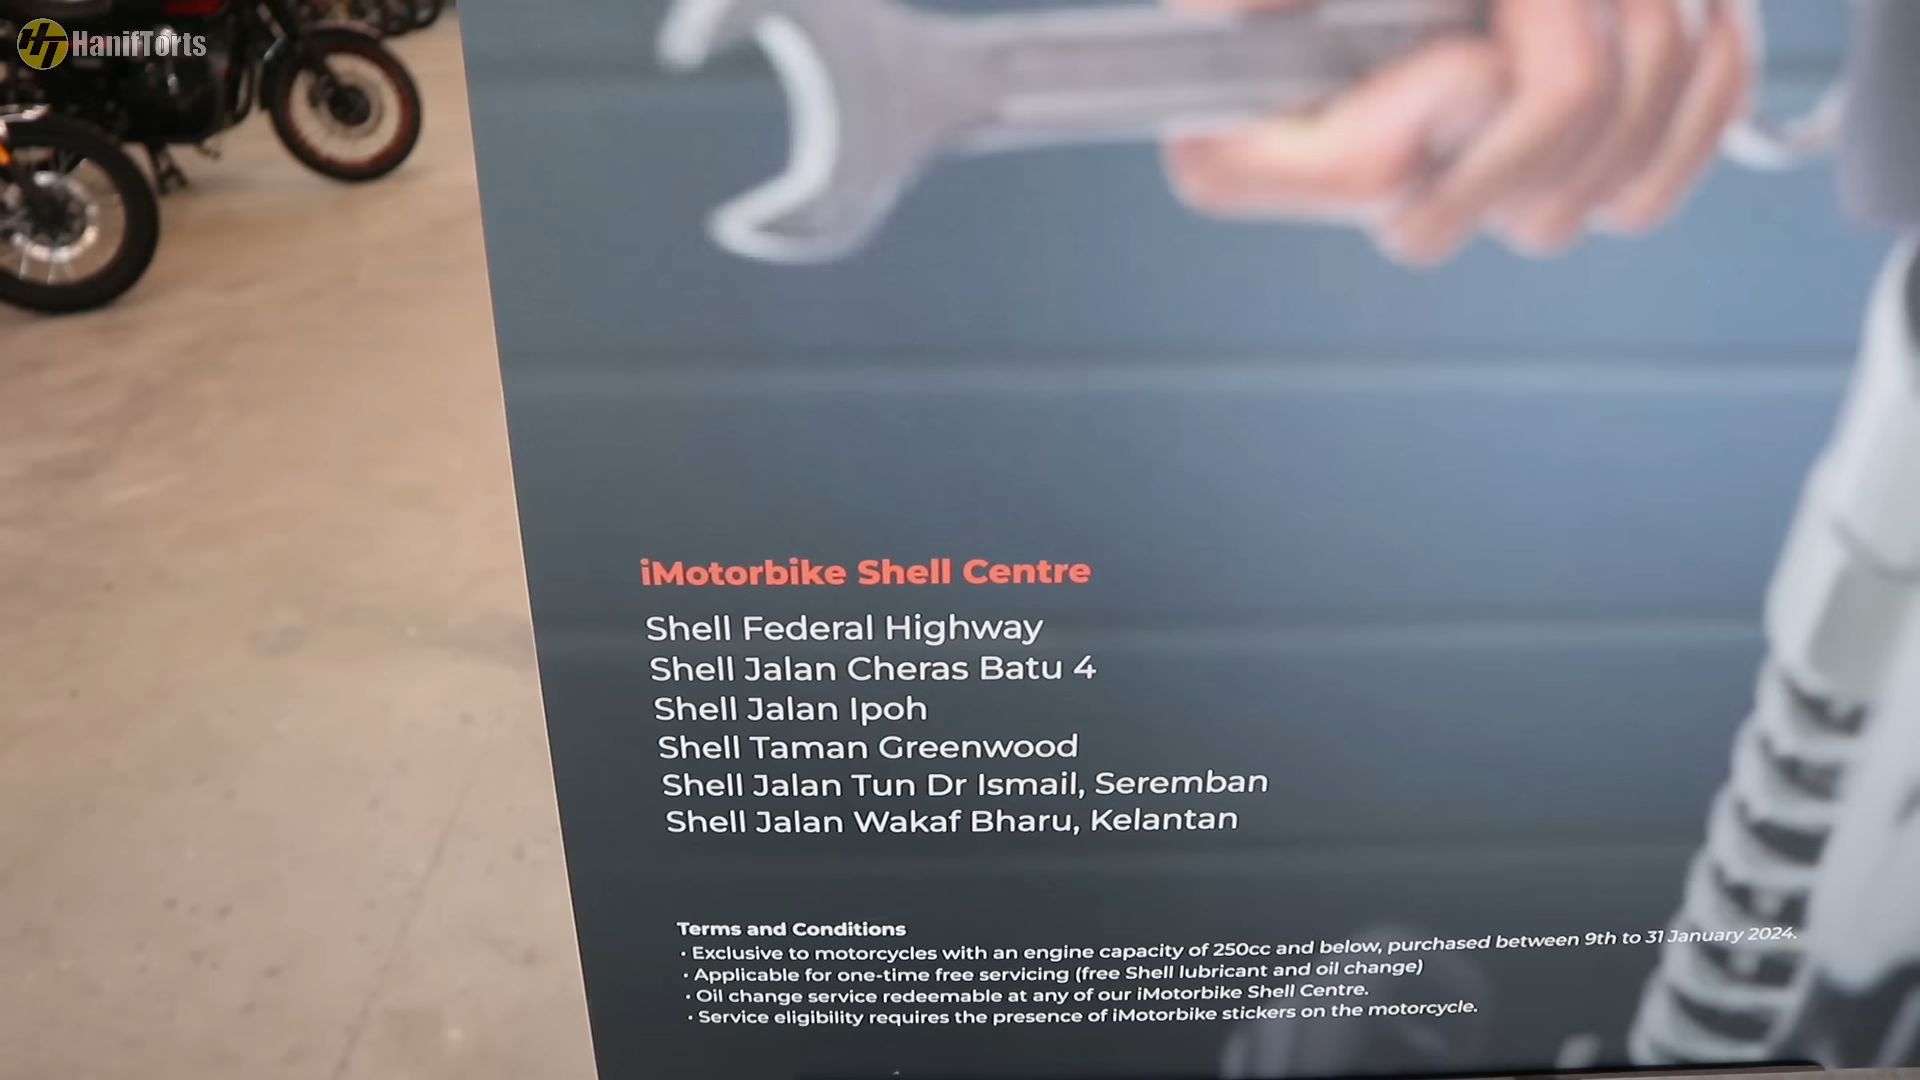 HT HanifTorts
iMotorbike Shell Centre
Shell Federal Highway
Shell Jalan Cheras Batu 4
Shell Jalan Ipoh
Shell Taman Greenwood
Shell Jalan Tun Dr Ismail, Seremban
Shell Jalan Wakaf Bharu, Kelantan
Terms and Conditions
• Exclusive to motorcycles with an engine capacity of 250cc and below, purchased between 9th to 31 January 2024.
• Applicable for one-time free servicing (free Shell lubricant and oil change)
• Oil change service redeemable at any of our iMotorbike Shell Centre.
• Service eligibility requires the presence of iMotorbike stickers on the motorcycle.